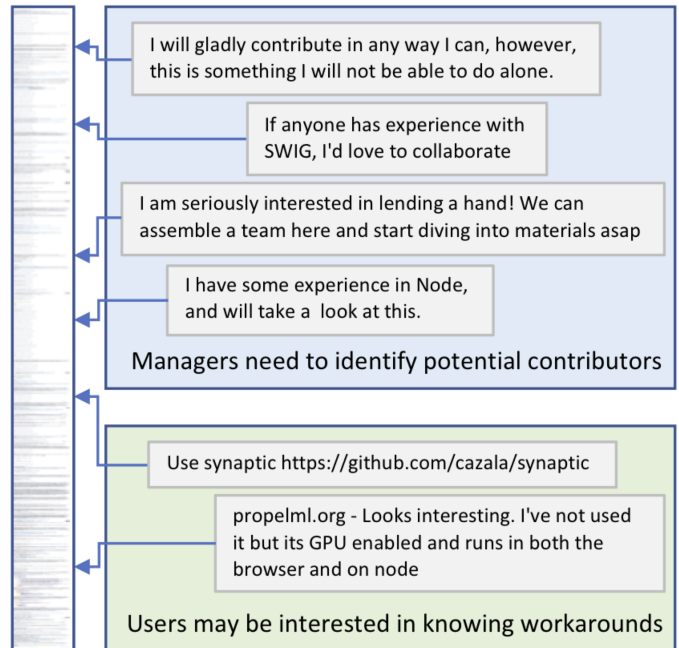 I will gladly contribute in any way I can, however,
this is something I will not be able to do alone.
If anyone has experience with
SWIG, I'd love to collaborate
I am seriously interested in lending a hand! We can
assemble a team here and start diving into materials asap
I have some experience in Node,
and will take a look at this.
Managers need to identify potential contributors
Use synaptic https://github.com/cazala/synaptic
propelml.org - Looks interesting. I've not used
it but its GPU enabled and runs in both the
browser and on node
Users may be interested in knowing workarounds